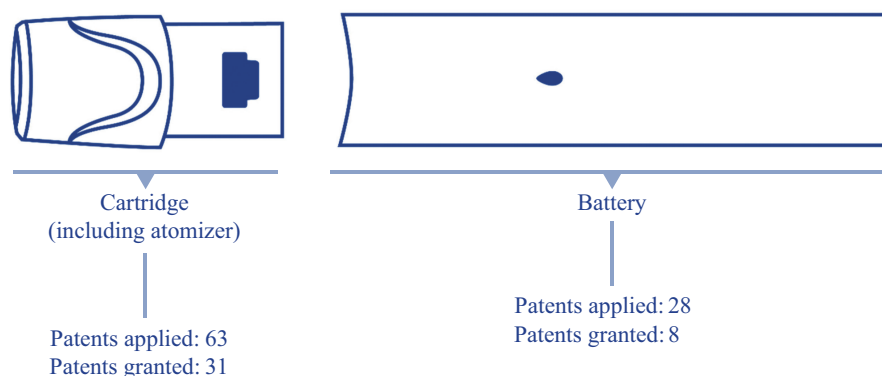 Cartridge
(including atomizer)
Patents applied: 63
Patents granted: 31
Battery
Patents applied: 28
Patents granted: 8